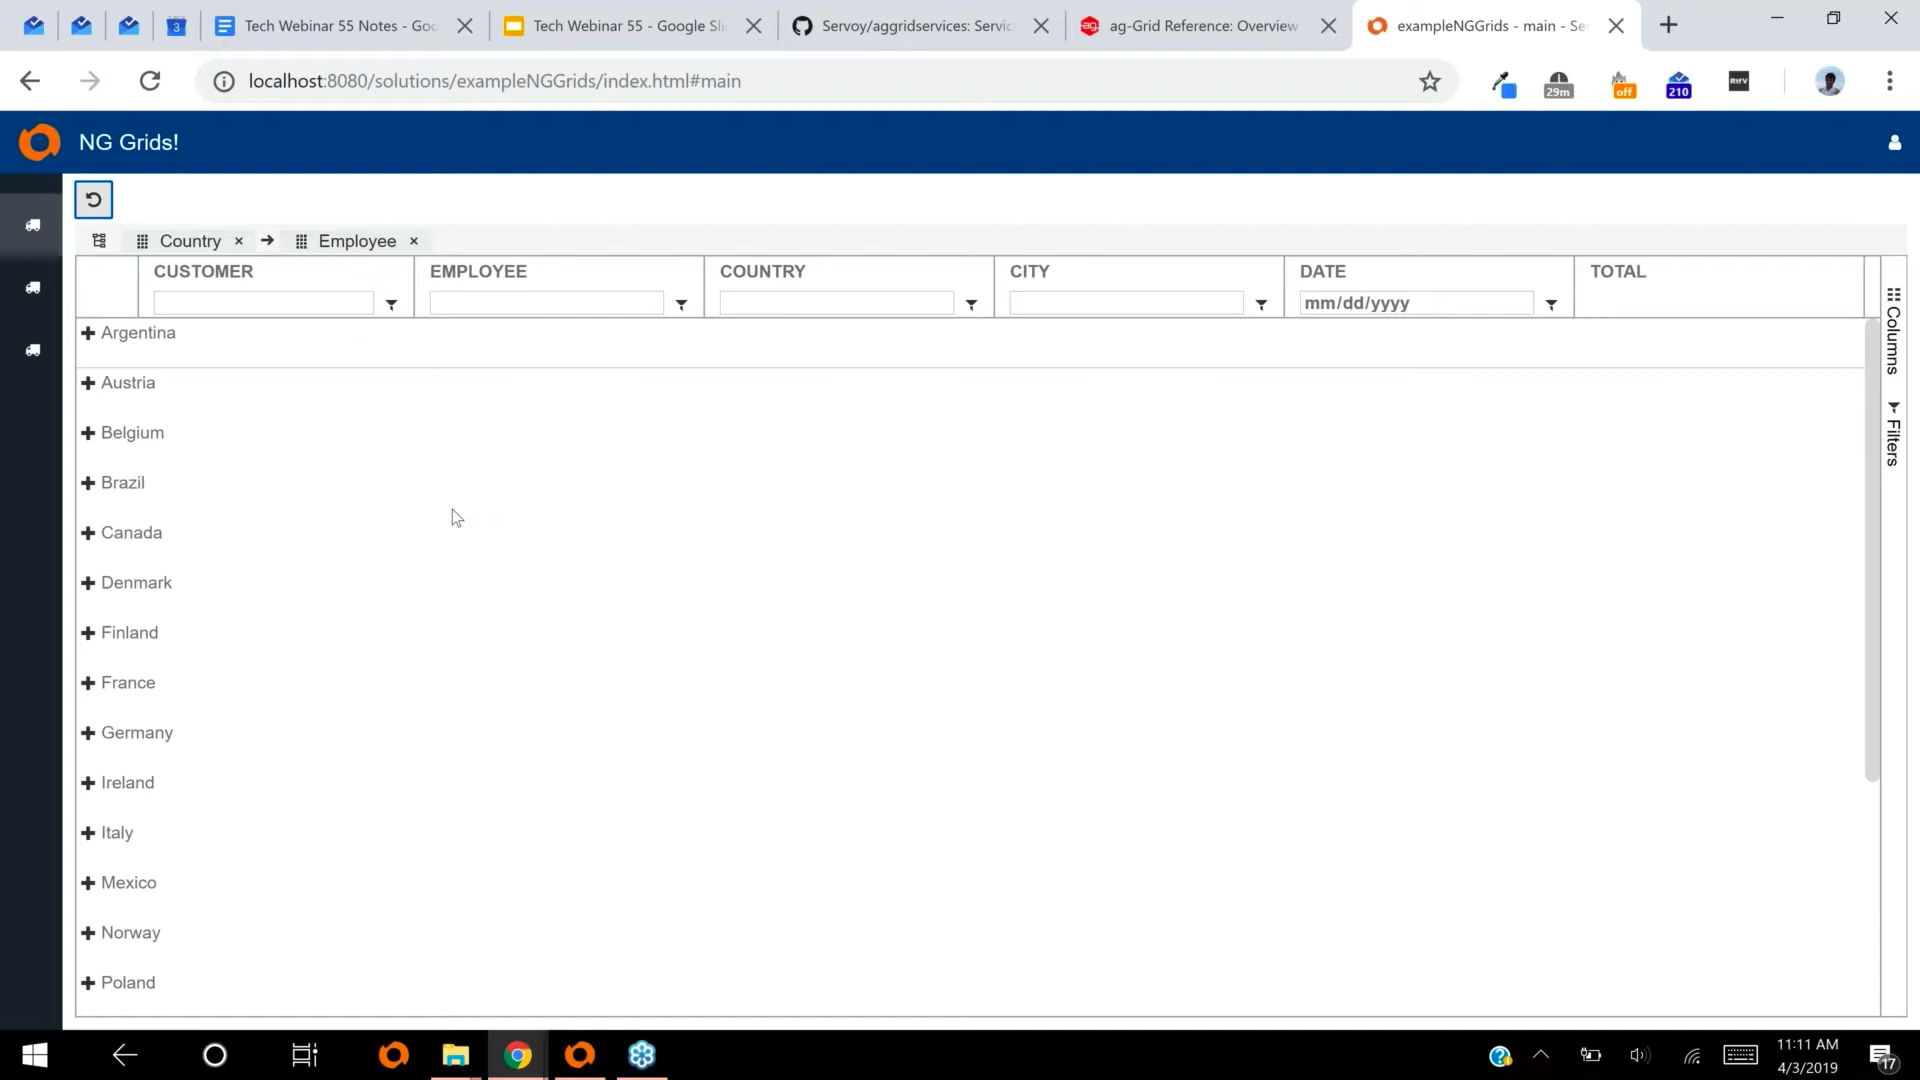 3
Tech Webinar 55 Notes - Goo
Tech Webinar 55 - Google Sli
Servoy/aggridservices: Servic
ag-Grid Reference: Overview
exampleNGGrids - main - Se
localhost:8080/solutions/exampleNGGrids/index.html#main
29m
off
210
NG Grids!
Country × → Employee ×
CUSTOMER EMPLOYEE COUNTRY CITY DATE TOTAL
mm/dd/yyyy
Columns
Filters
Argentina
Austria
Belgium
Brazil
Canada
Denmark
Finland
France
Germany
Ireland
Italy
Mexico
Norway
Poland
11:11 AM
4/3/2019
17